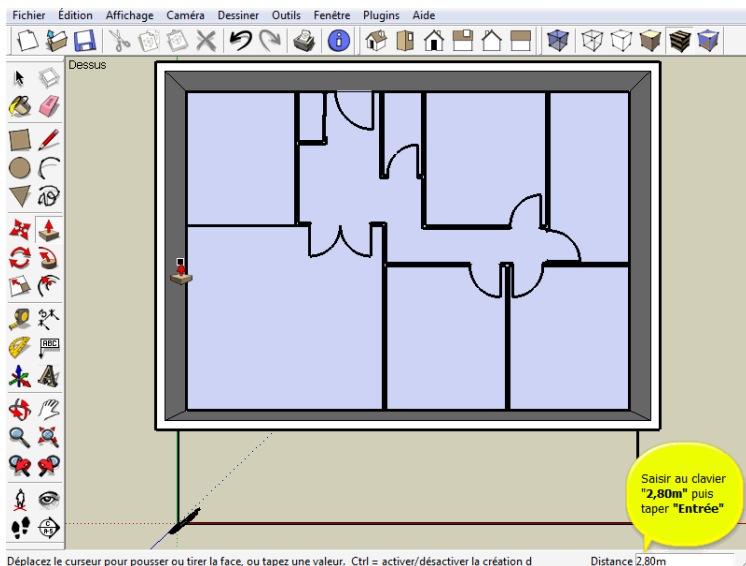 Fichier Édition Affichage Caméra Dessiner Outils Fenêtre Plugins Aide
Dessus
ABC
C
A-5
Saisir au clavier
"2,80m" puis
taper "Entrée"
Déplacez le curseur pour pousser ou tirer la face, ou tapez une valeur. Ctrl = activer/désactiver la création d Distance 2,80m